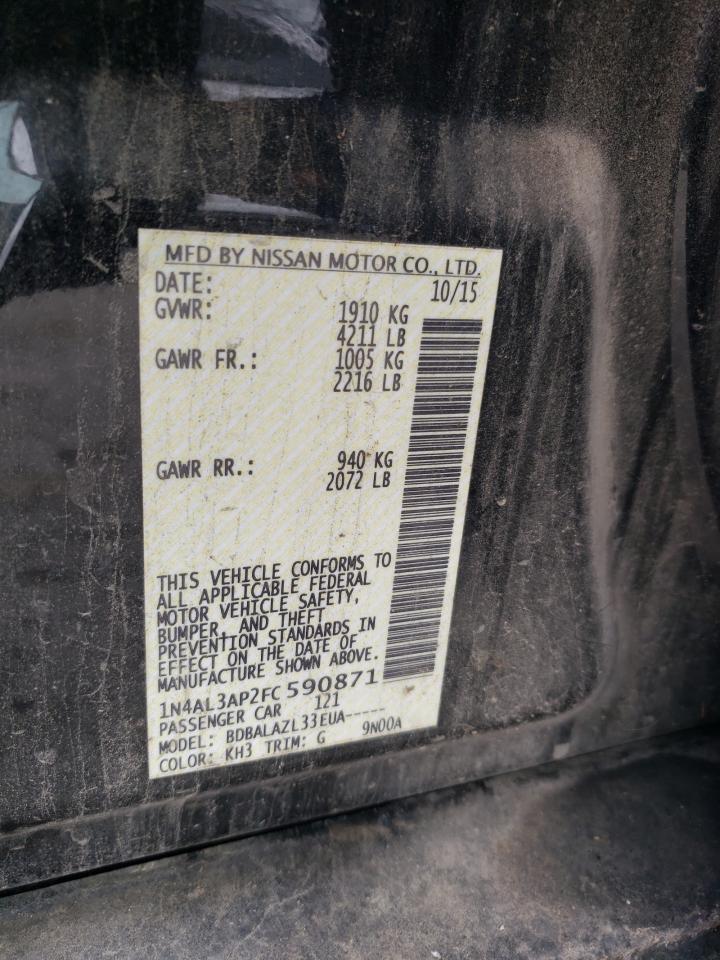 MFD BY NISSAN MOTOR CO., LTD.
DATE: 10/15
GVWR: 1910 KG
4211 LB
GAWR FR.: 1005 KG
2216 LB
GAWR RR.: 940 KG
2072 LB
THIS VEHICLE CONFORMS TO
ALL APPLICABLE FEDERAL
MOTOR VEHICLE SAFETY,
BUMPER, AND THEFT
PREVENTION STANDARDS IN
EFFECT ON THE DATE OF
MANUFACTURE SHOWN ABOVE.
1N4AL3AP2FC590871
PASSENGER CAR 121
MODEL: BDBALAZL33EUA-----
COLOR: KH3 TRIM: G 9N00A